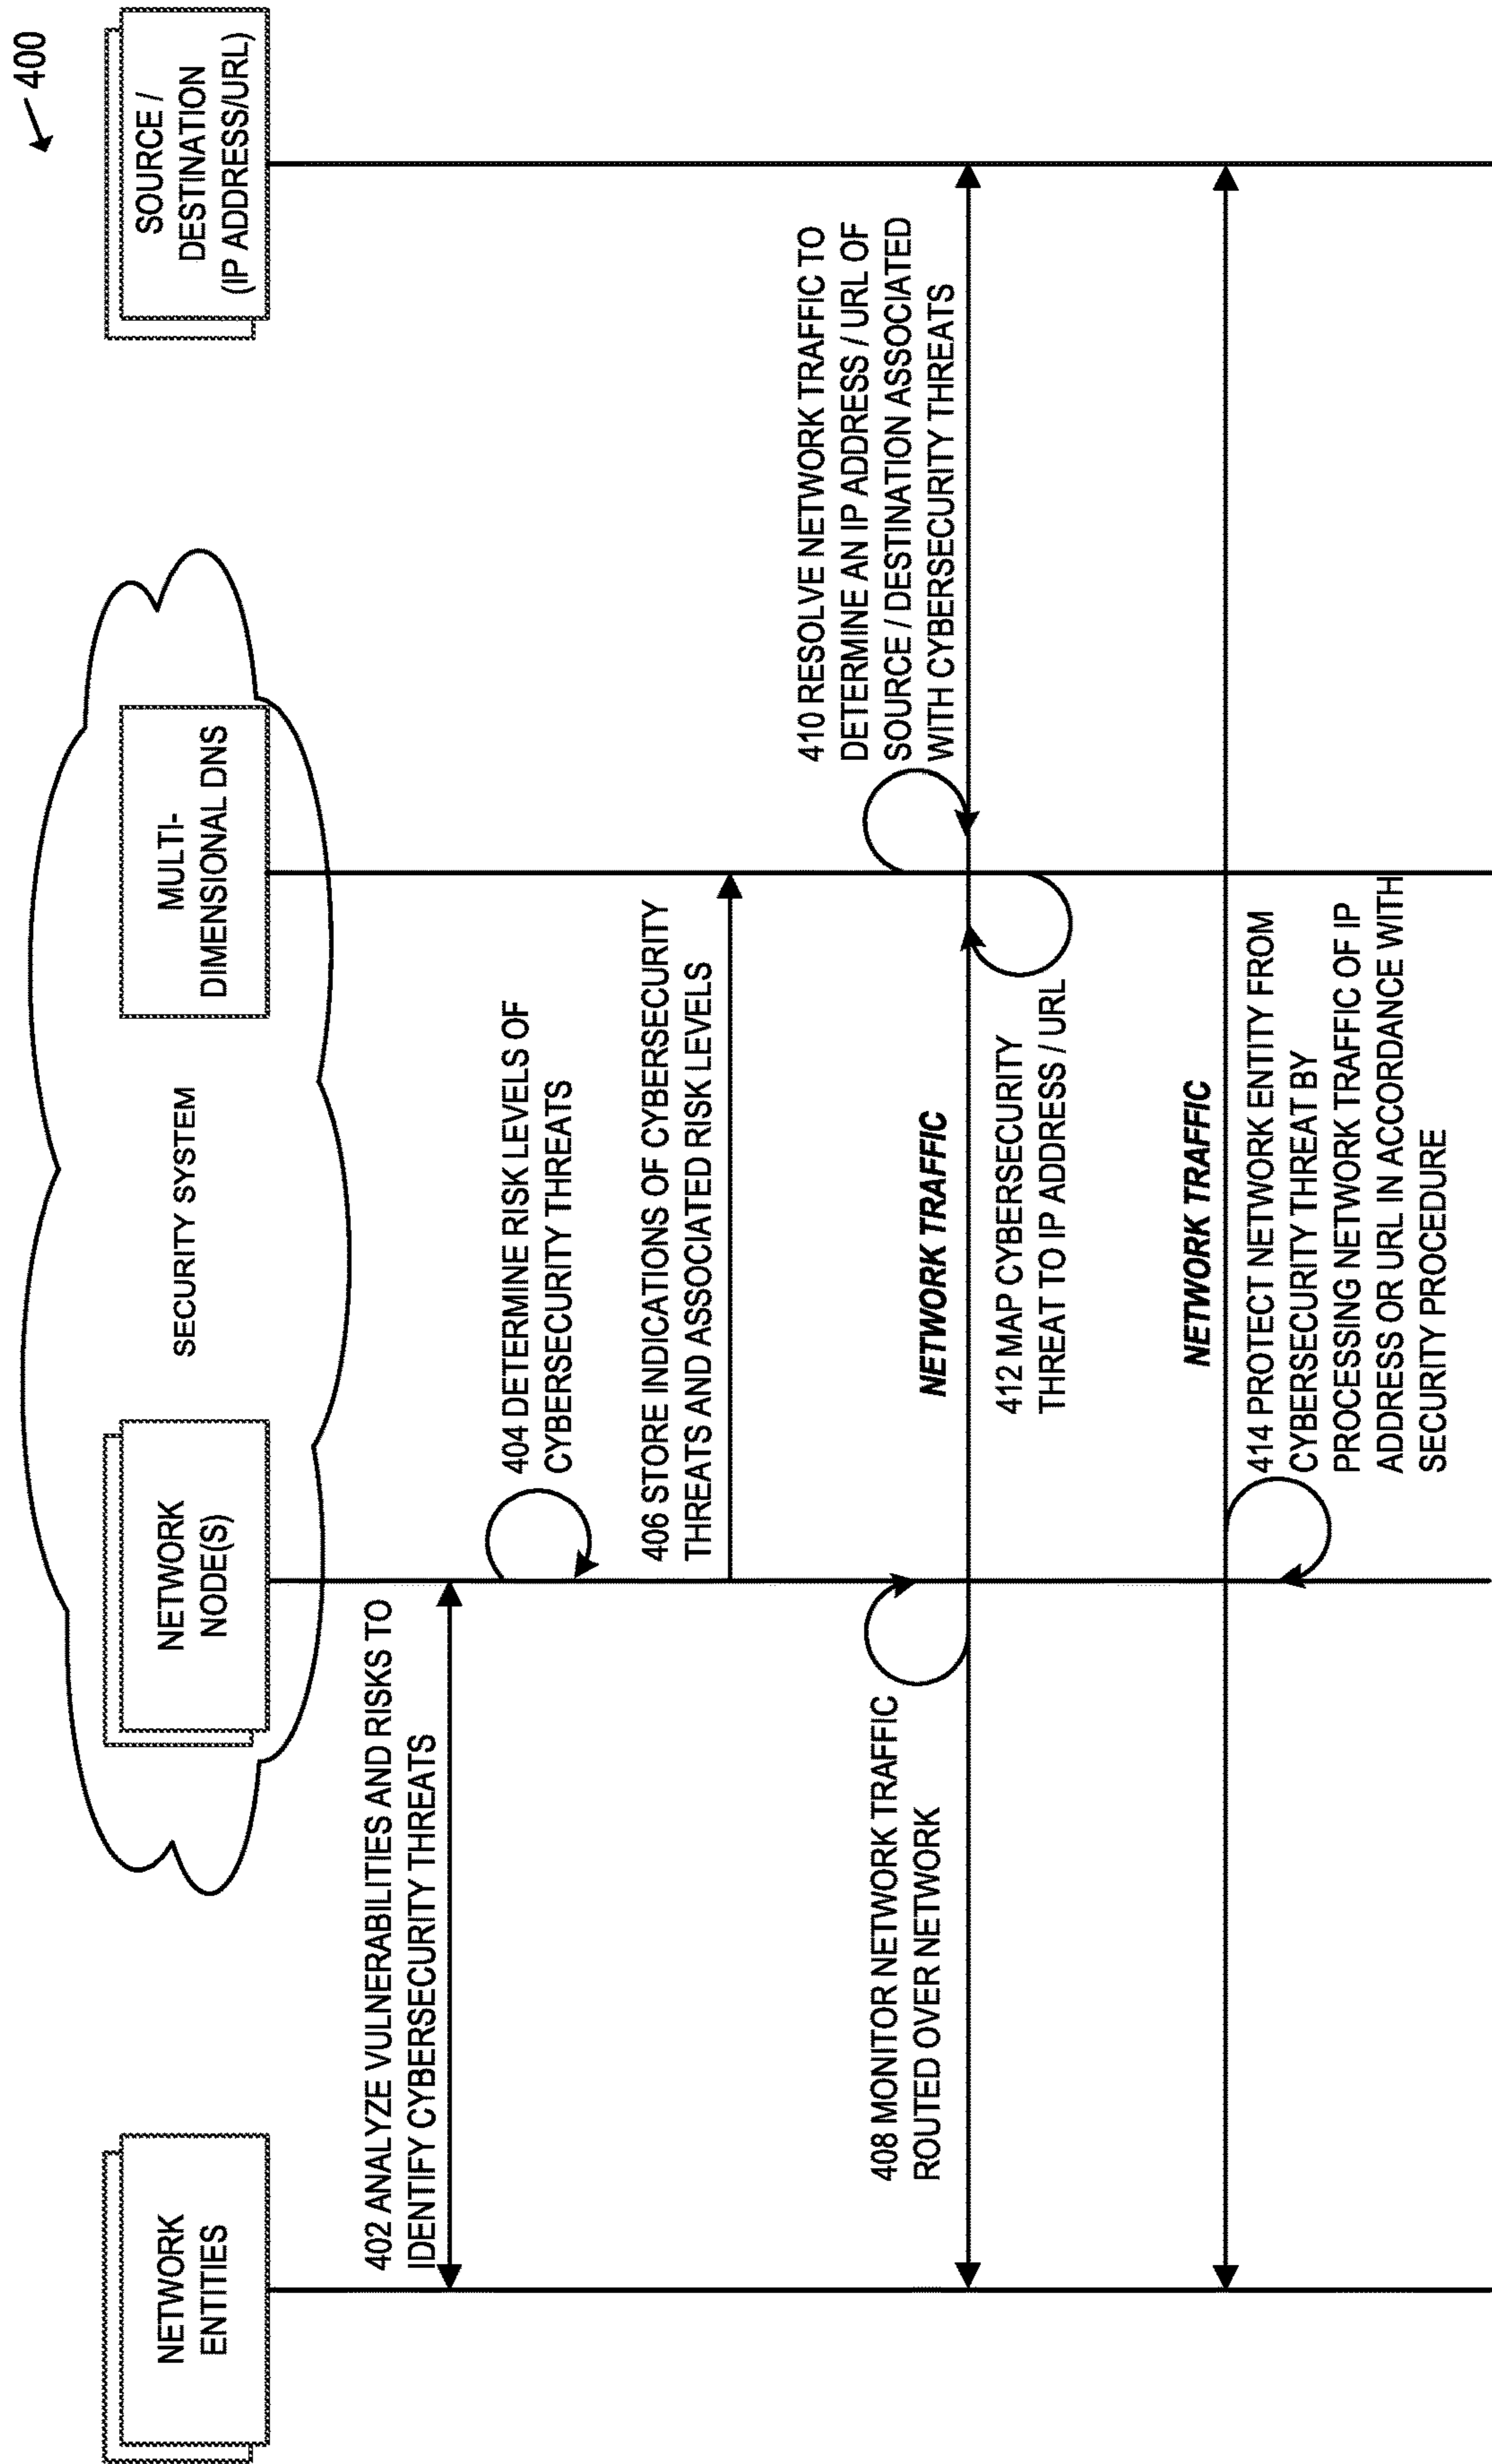 400
NETWORK
ENTITIES
NETWORK
NODE(S)
SECURITY SYSTEM
MULTI-
DIMENSIONAL DNS
SOURCE /
DESTINATION
(IP ADDRESS/URL)
402 ANALYZE VULNERABILITIES AND RISKS TO
IDENTIFY CYBERSECURITY THREATS
404 DETERMINE RISK LEVELS OF
CYBERSECURITY THREATS
406 STORE INDICATIONS OF CYBERSECURITY
THREATS AND ASSOCIATED RISK LEVELS
408 MONITOR NETWORK TRAFFIC
ROUTED OVER NETWORK
NETWORK TRAFFIC
410 RESOLVE NETWORK TRAFFIC TO
DETERMINE AN IP ADDRESS / URL OF
SOURCE / DESTINATION ASSOCIATED
WITH CYBERSECURITY THREATS
412 MAP CYBERSECURITY
THREAT TO IP ADDRESS / URL
NETWORK TRAFFIC
414 PROTECT NETWORK ENTITY FROM
CYBERSECURITY THREAT BY
PROCESSING NETWORK TRAFFIC OF IP
ADDRESS OR URL IN ACCORDANCE WITH
SECURITY PROCEDURE